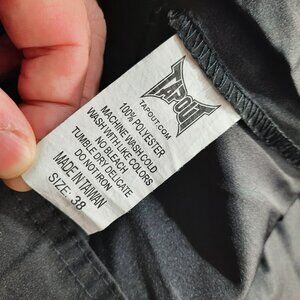 TAPOUT
TAPOUT.COM
100% POLYESTER
MACHINE WASH COLD
WASH WITH LIKE COLORS
NO BLEACH
TUMBLE DRY DELICATE
DO NOT IRON
MADE IN TAIWAN
SIZE: 38